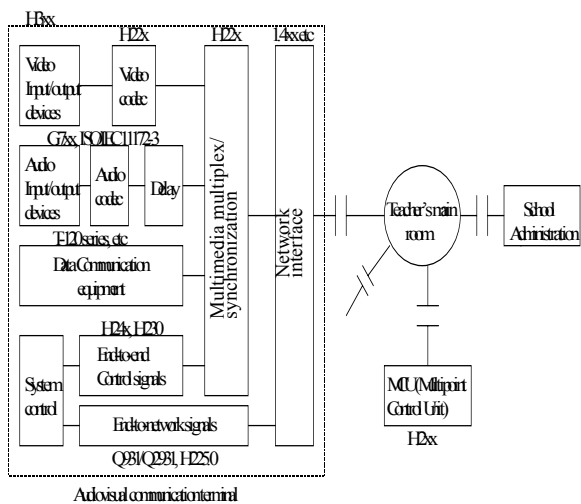 H.3xx
H.22x
H.22x
I.4xx etc
Video
Input/output
devices
Video
codec
G.7xx, ISO/IEC11172-3
Audio
Input/output
devices
Audio
codec
Delay
T-120 series, etc
Data Communication
equipment
Multimedia multiplex/
synchronization
Network
interface
Teacher's main
room
School
Administration
H.24x, H.230
System
control
End-to-end
Control signals
End-to-network signals
Q.931/Q.2931, H.225.0
MCU (Multipoint
Control Unit)
H.2xx
Audiovisual communication terminal